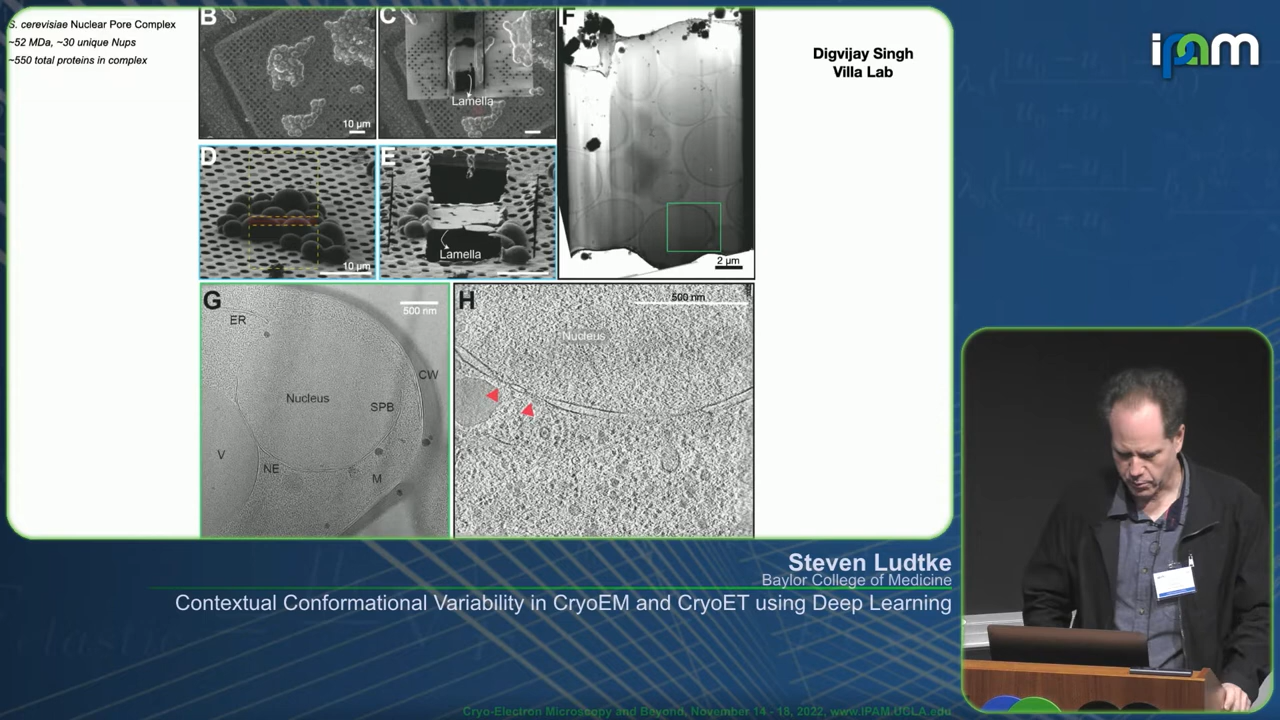 S. cerevisiae Nuclear Pore Complex
~52 MDa, ~30 unique Nups
~550 total proteins in complex
B
10 µm
C
Lamella
D
10 µm
E
Lamella
F
2 µm
Digvijay Singh
Villa Lab
G
500 nm
ER
CW
Nucleus
SPB
V
NE
M
H
500 nm
Nucleus
ipam
Steven Ludtke
Baylor College of Medicine
Contextual Conformational Variability in CryoEM and CryoET using Deep Learning
Cryo-Electron Microscopy and Beyond, November 14 - 18, 2022, www.IPAM.UCLA.edu